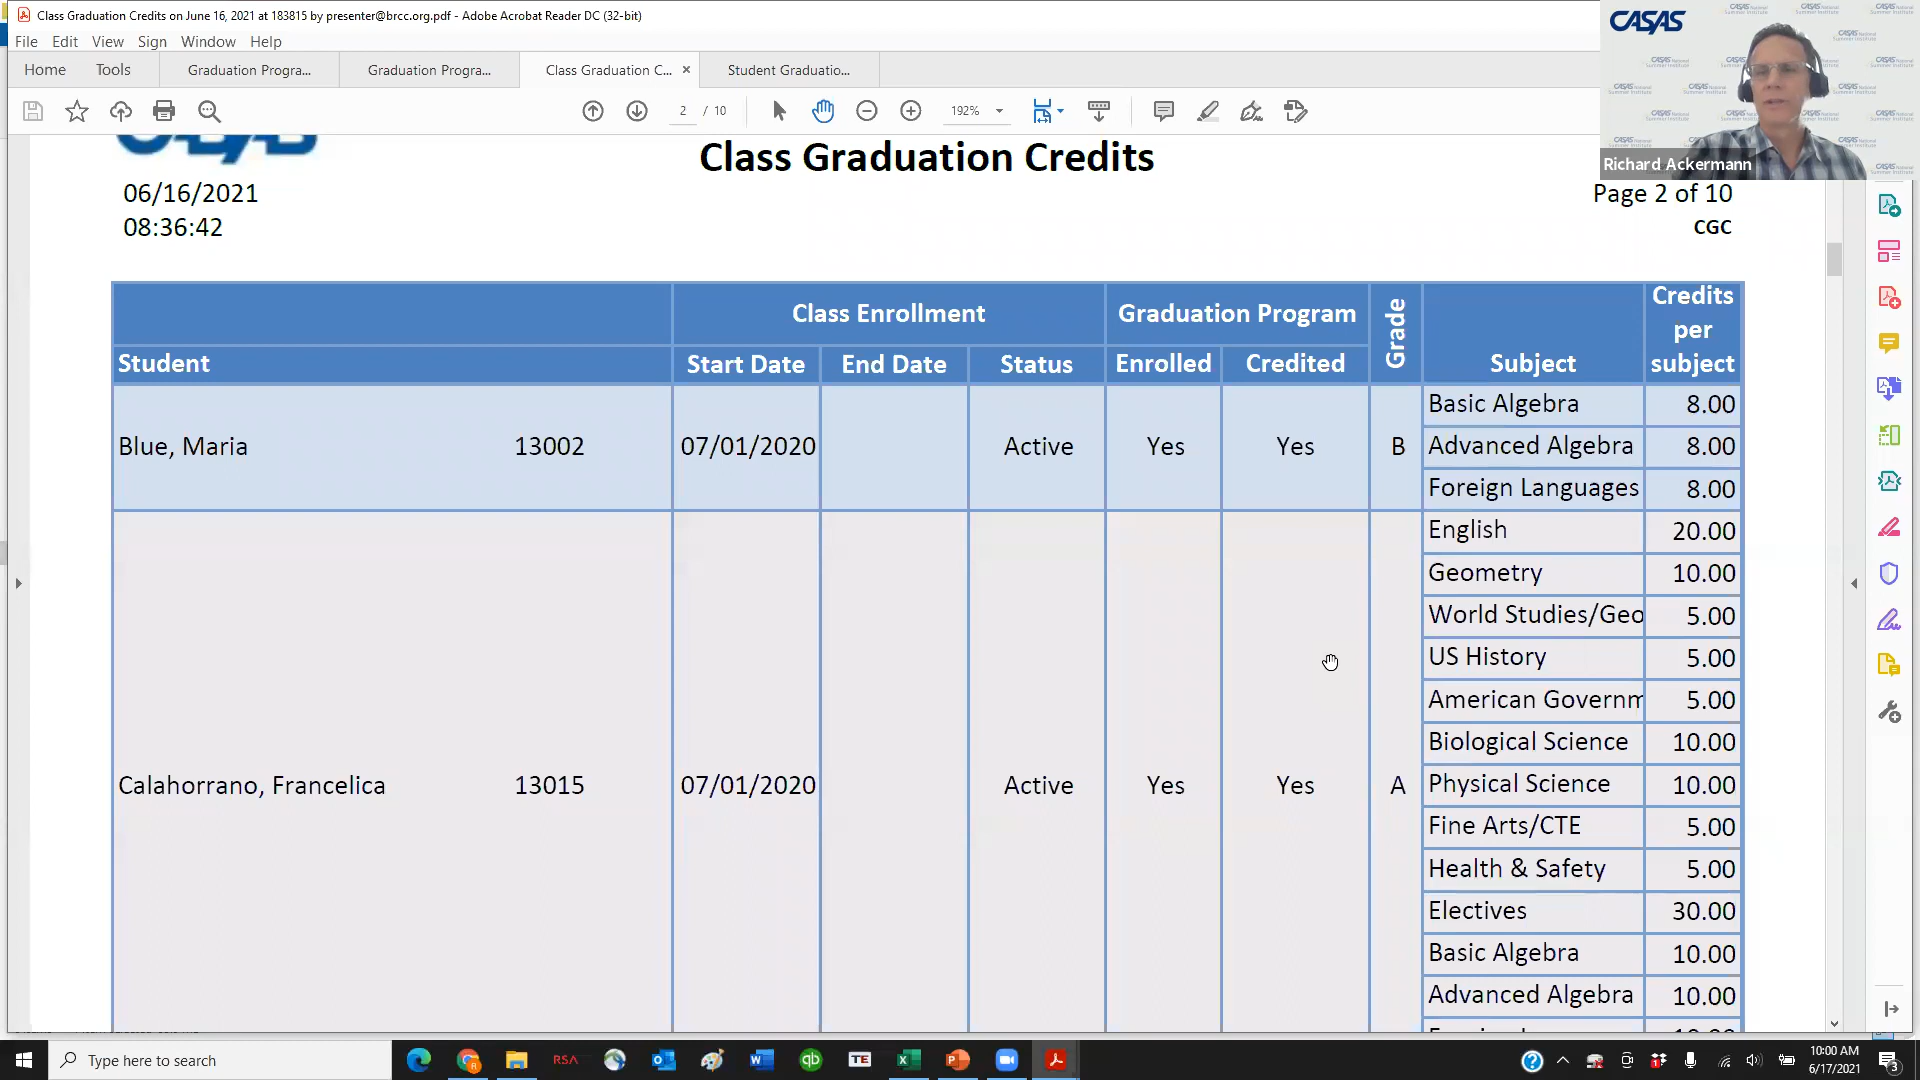 Class Graduation Credits on June 16, 2021 at 183815 by presenter@brcc.org.pdf - Adobe Acrobat Reader DC (32-bit)
File Edit View Sign Window Help
Home Tools Graduation Progra... Graduation Progra... Class Graduation C... × Student Graduatio...
2 / 10 192%
CASAS
Richard Ackermann
Class Graduation Credits
06/16/2021
08:36:42
Page 2 of 10
CGC
Class Enrollment Graduation Program Grade Credits per subject
Student Start Date End Date Status Enrolled Credited Subject
Blue, Maria 13002 07/01/2020 Active Yes Yes B
Basic Algebra 8.00
Advanced Algebra 8.00
Foreign Languages 8.00
Calahorrano, Francelica 13015 07/01/2020 Active Yes Yes A
English 20.00
Geometry 10.00
World Studies/Geo 5.00
US History 5.00
American Governm 5.00
Biological Science 10.00
Physical Science 10.00
Fine Arts/CTE 5.00
Health & Safety 5.00
Electives 30.00
Basic Algebra 10.00
Advanced Algebra 10.00
Type here to search
RSA
TE
10:00 AM
6/17/2021
3